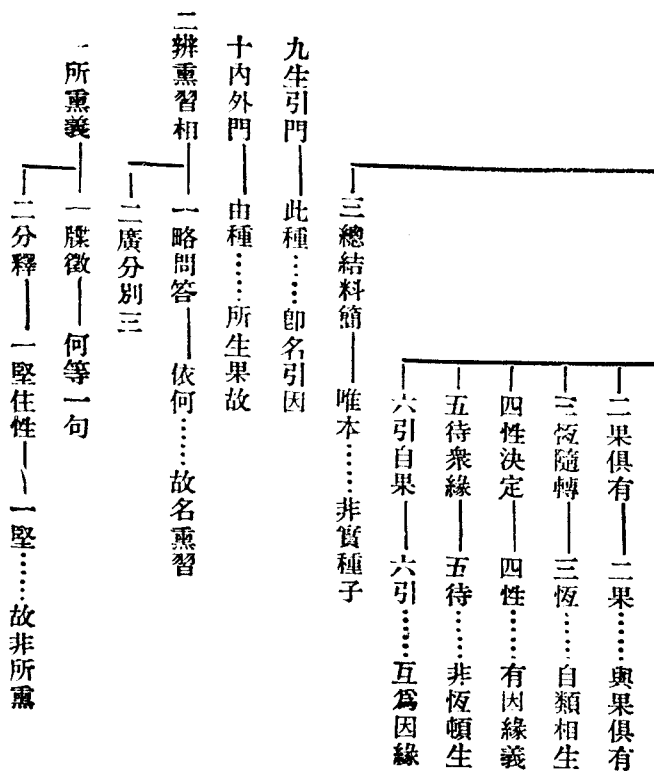 二果俱有——二果……與果俱有
三恆隨轉——三恆……自類相生
四性決定——四性……有因緣義
五待衆緣——五待……非恆頓生
六引自果——六引……互爲因緣
三總結料簡——唯本……非實種子
九生引門——此種……卽名引因
十內外門——由種……所生果故
二辨熏習相——一略問答——依何……故名熏習
二廣分別三
一所熏義——一牒徵——何等一句
二分釋——一堅住性——一堅……故非所熏